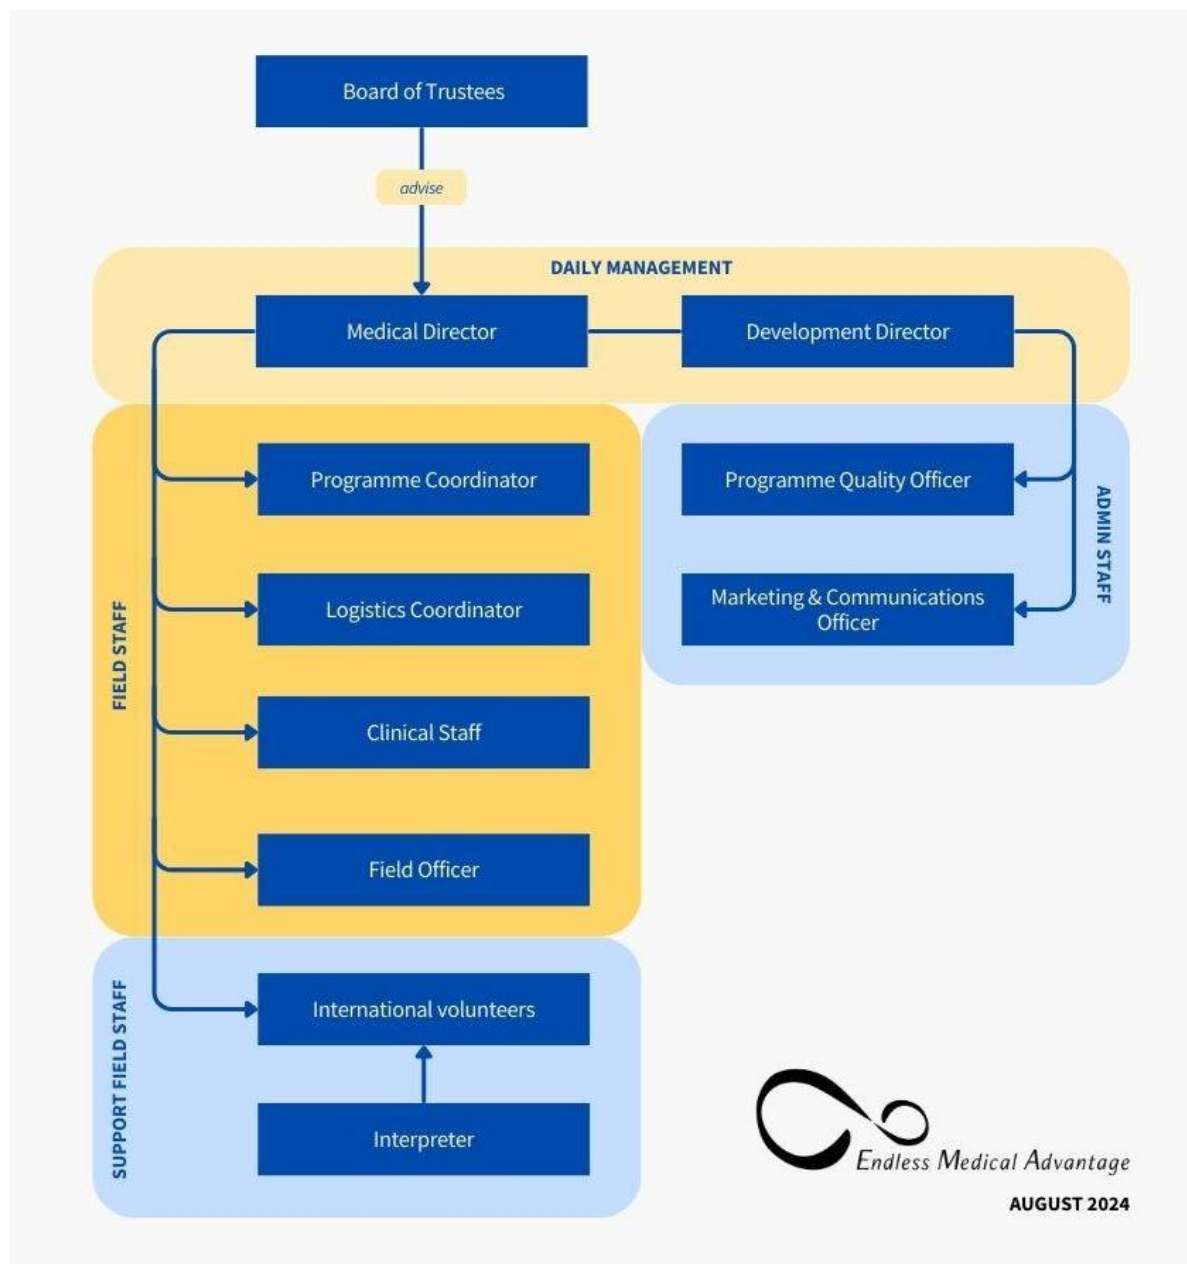 Board of Trustees
advise
DAILY MANAGEMENT
Medical Director
Development Director
FIELD STAFF
Programme Coordinator
Logistics Coordinator
Clinical Staff
Field Officer
Programme Quality Officer
Marketing & Communications
Officer
ADMIN STAFF
SUPPORT FIELD STAFF
International volunteers
Interpreter
Endless Medical Advantage
AUGUST 2024